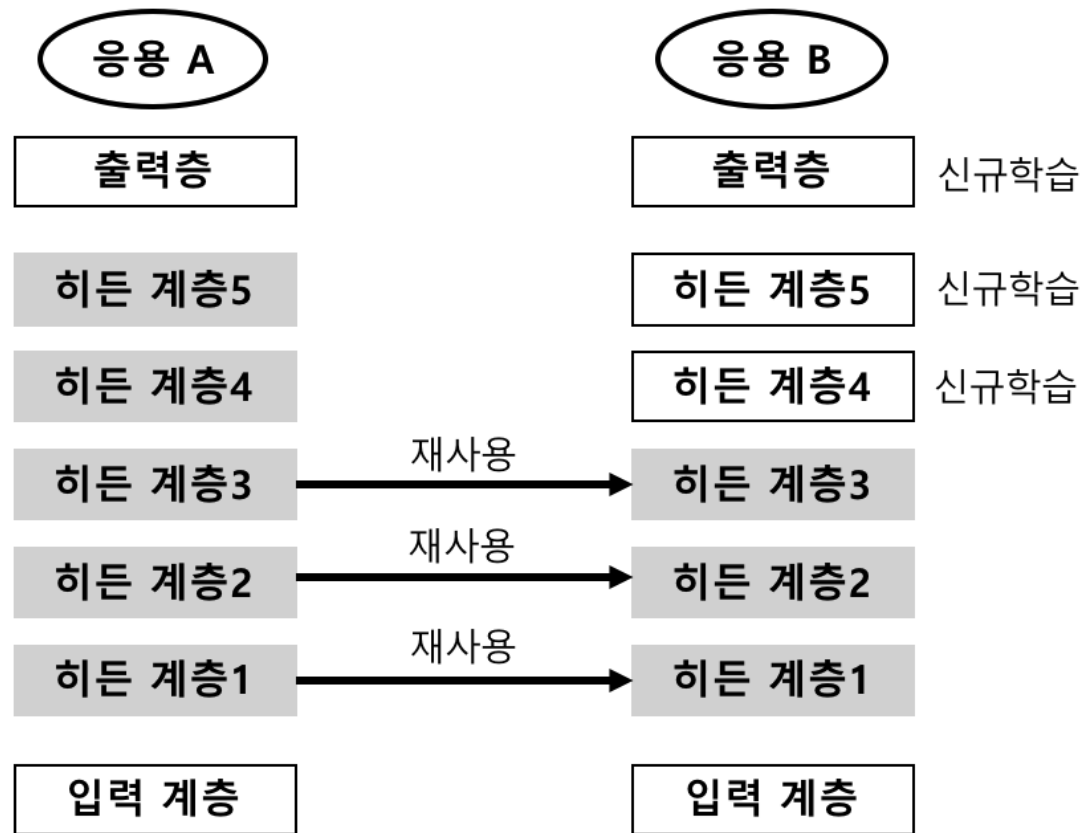 응용 A
응용 B
출력층
출력층
신규학습
히든 계층5
히든 계층5
신규학습
히든 계층4
히든 계층4
신규학습
히든 계층3
재사용
히든 계층3
히든 계층2
재사용
히든 계층2
히든 계층1
재사용
히든 계층1
입력 계층
입력 계층